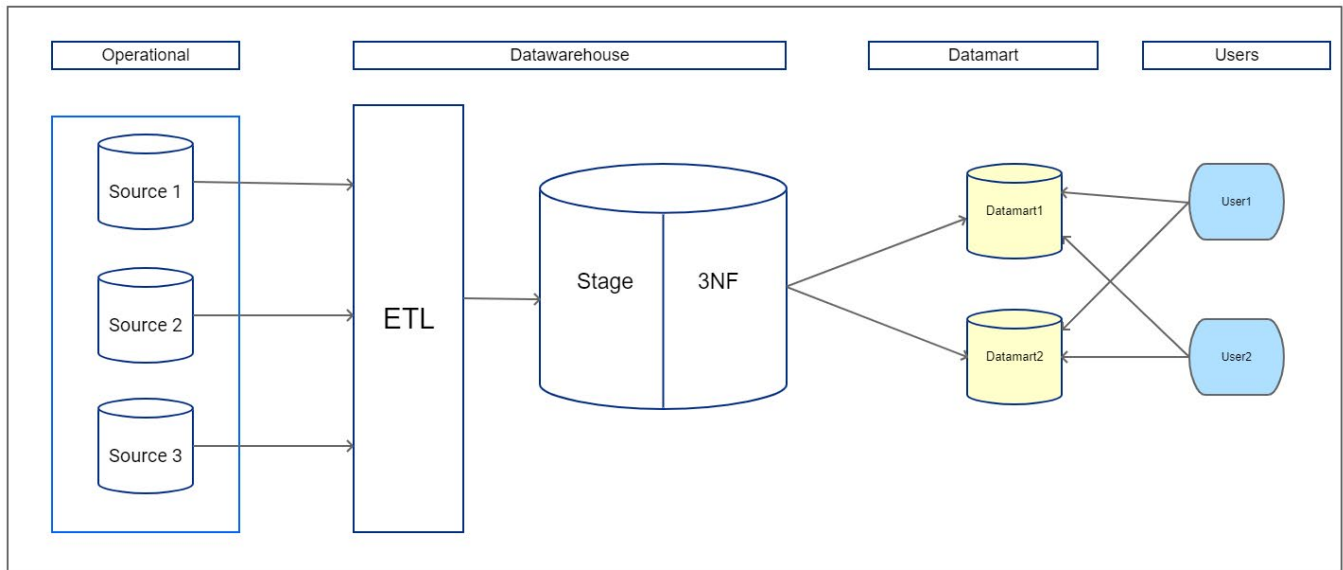 Operational
Datawarehouse
Datamart
Users
Source 1
Source 2
Source 3
ETL
Stage
3NF
Datamart1
Datamart2
User1
User2